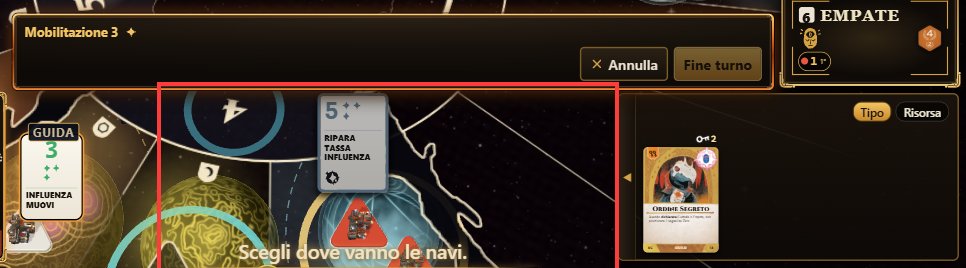 Mobilitazione 3
Annulla
Fine turno
6 EMPATE
4
1 1°
GUIDA
3
INFLUENZA
MUOVI
5
RIPARA
TASSA
INFLUENZA
Scegli dove vanno le navi.
Tipo
Risorsa
2
ORDINE SEGRETO